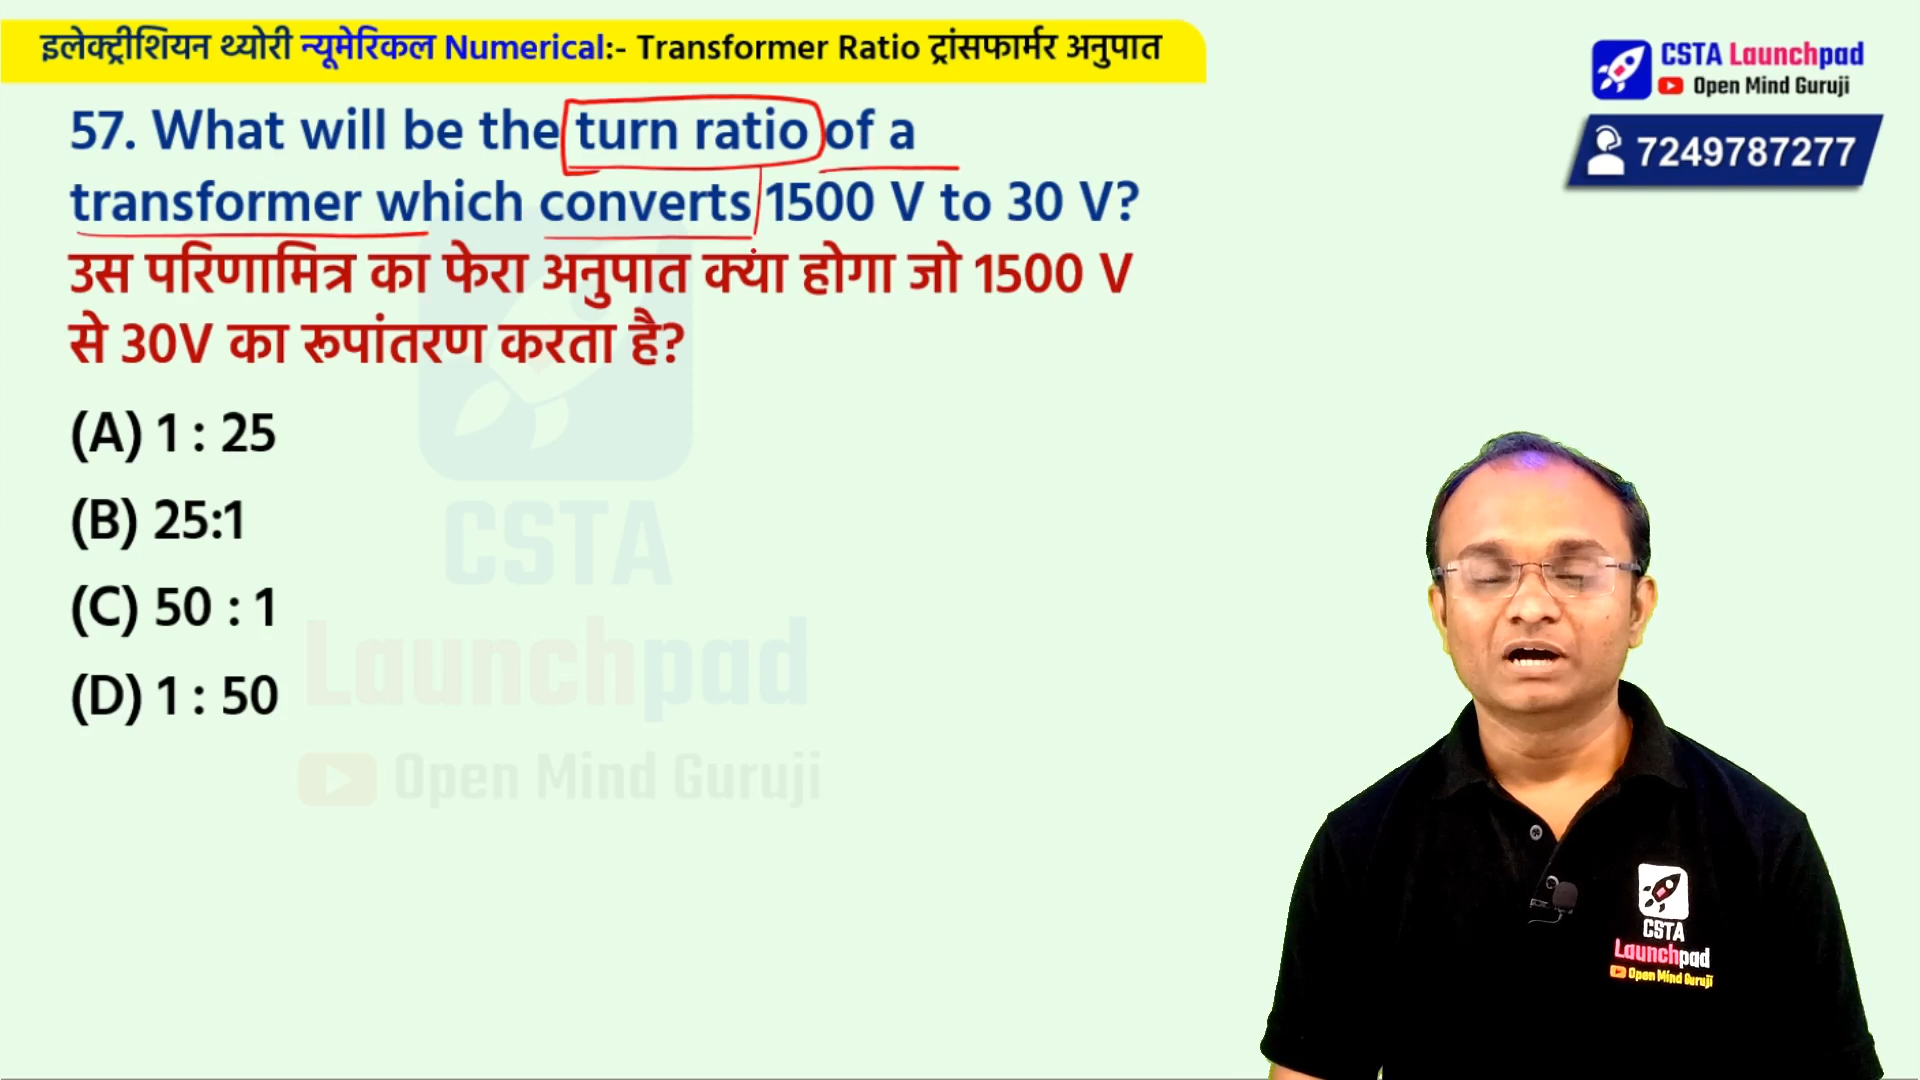 इलेक्ट्रीशियन थ्योरी न्यूमेरिकल Numerical:- Transformer Ratio ट्रांसफार्मर अनुपात
CSTA Launchpad
Open Mind Guruji
7249787277
57. What will be the turn ratio of a
transformer which converts 1500 V to 30 V?
उस परिणामित्र का फेरा अनुपात क्या होगा जो 1500 V
से 30V का रूपांतरण करता है?
(A) 1 : 25
(B) 25:1
(C) 50 : 1
(D) 1 : 50
CSTA
Launchpad
Open Mind Guruji
CSTA
Launchpad
Open Mind Guruji